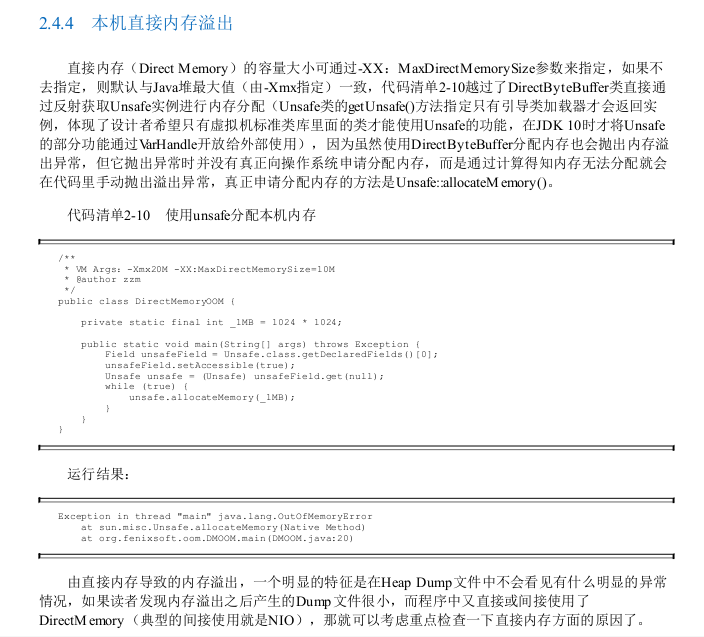 2.4.4 本机直接内存溢出
直接内存（Direct Memory）的容量大小可通过-XX：MaxDirectMemorySize参数来指定，如果不
去指定，则默认与Java堆最大值（由-Xmx指定）一致，代码清单2-10越过了DirectByteBuffer类直接通
过反射获取Unsafe实例进行内存分配（Unsafe类的getUnsafe()方法指定只有引导类加载器才会返回实
例，体现了设计者希望只有虚拟机标准类库里面的类才能使用Unsafe的功能，在JDK 10时才将Unsafe
的部分功能通过VarHandle开放给外部使用），因为虽然使用DirectByteBuffer分配内存也会抛出内存溢
出异常，但它抛出异常时并没有真正向操作系统申请分配内存，而是通过计算得知内存无法分配就会
在代码里手动抛出溢出异常，真正申请分配内存的方法是Unsafe::allocateMemory()。
代码清单2-10 使用unsafe分配本机内存
/**
 * VM Args：-Xmx20M -XX:MaxDirectMemorySize=10M
 * @author zzm
 */
public class DirectMemoryOOM {
    private static final int _1MB = 1024 * 1024;
    public static void main(String[] args) throws Exception {
        Field unsafeField = Unsafe.class.getDeclaredFields()[0];
        unsafeField.setAccessible(true);
        Unsafe unsafe = (Unsafe) unsafeField.get(null);
        while (true) {
            unsafe.allocateMemory(_1MB);
        }
    }
}
运行结果：
Exception in thread "main" java.lang.OutOfMemoryError
    at sun.misc.Unsafe.allocateMemory(Native Method)
    at org.fenixsoft.oom.DMOOM.main(DMOOM.java:20)
由直接内存导致的内存溢出，一个明显的特征是在Heap Dump文件中不会看见有什么明显的异常
情况，如果读者发现内存溢出之后产生的Dump文件很小，而程序中又直接或间接使用了
DirectMemory（典型的间接使用就是NIO），那就可以考虑重点检查一下直接内存方面的原因了。